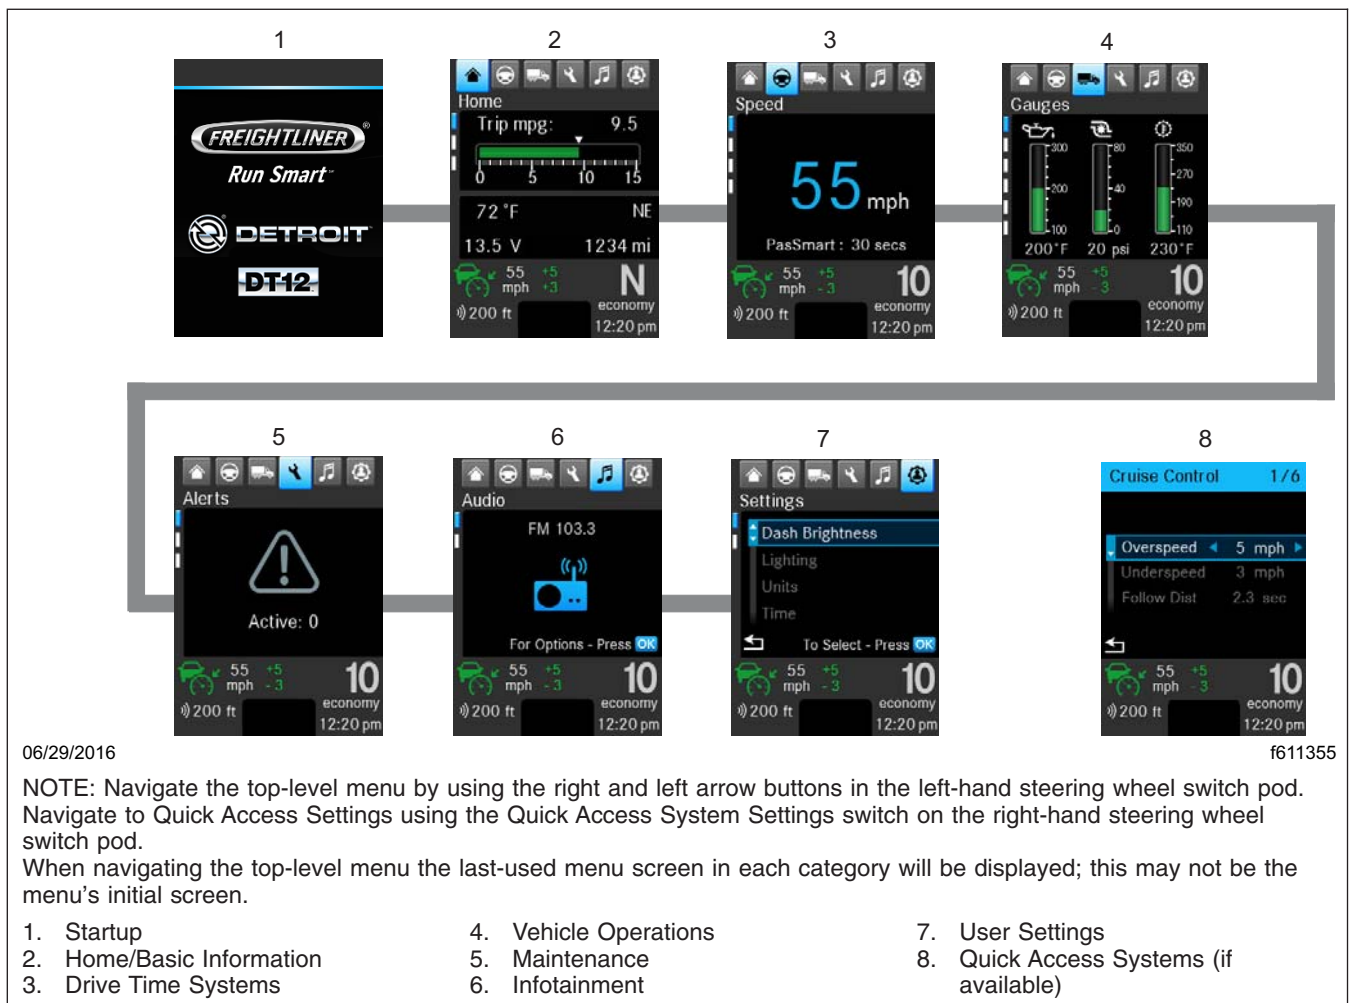 1
2
3
4
FREIGHTLINER®
Run Smart™
DETROIT
DT12
Home
Trip mpg: 9.5
0 5 10 15
72 °F NE
13.5 V 1234 mi
55 +5
mph +3
N
economy
200 ft
12:20 pm
Speed
55 mph
PasSmart : 30 secs
55 +5
mph - 3
10
economy
200 ft
12:20 pm
Gauges
300 80 350
270
200 40 190
100 0 110
200°F 20 psi 230°F
55 +5
mph - 3
10
economy
200 ft
12:20 pm
5
6
7
8
Alerts
Active: 0
55 +5
mph - 3
10
economy
200 ft
12:20 pm
Audio
FM 103.3
For Options - Press OK
55 +5
mph - 3
10
economy
200 ft
12:20 pm
Settings
Dash Brightness
Lighting
Units
Time
To Select - Press OK
55 +5
mph - 3
10
economy
200 ft
12:20 pm
Cruise Control 1/6
Overspeed 5 mph
Underspeed 3 mph
Follow Dist 2.3 sec
55 +5
mph - 3
10
economy
200 ft
12:20 pm
06/29/2016
f611355
NOTE: Navigate the top-level menu by using the right and left arrow buttons in the left-hand steering wheel switch pod.
Navigate to Quick Access Settings using the Quick Access System Settings switch on the right-hand steering wheel
switch pod.
When navigating the top-level menu the last-used menu screen in each category will be displayed; this may not be the
menu's initial screen.
1. Startup
2. Home/Basic Information
3. Drive Time Systems
4. Vehicle Operations
5. Maintenance
6. Infotainment
7. User Settings
8. Quick Access Systems (if
available)